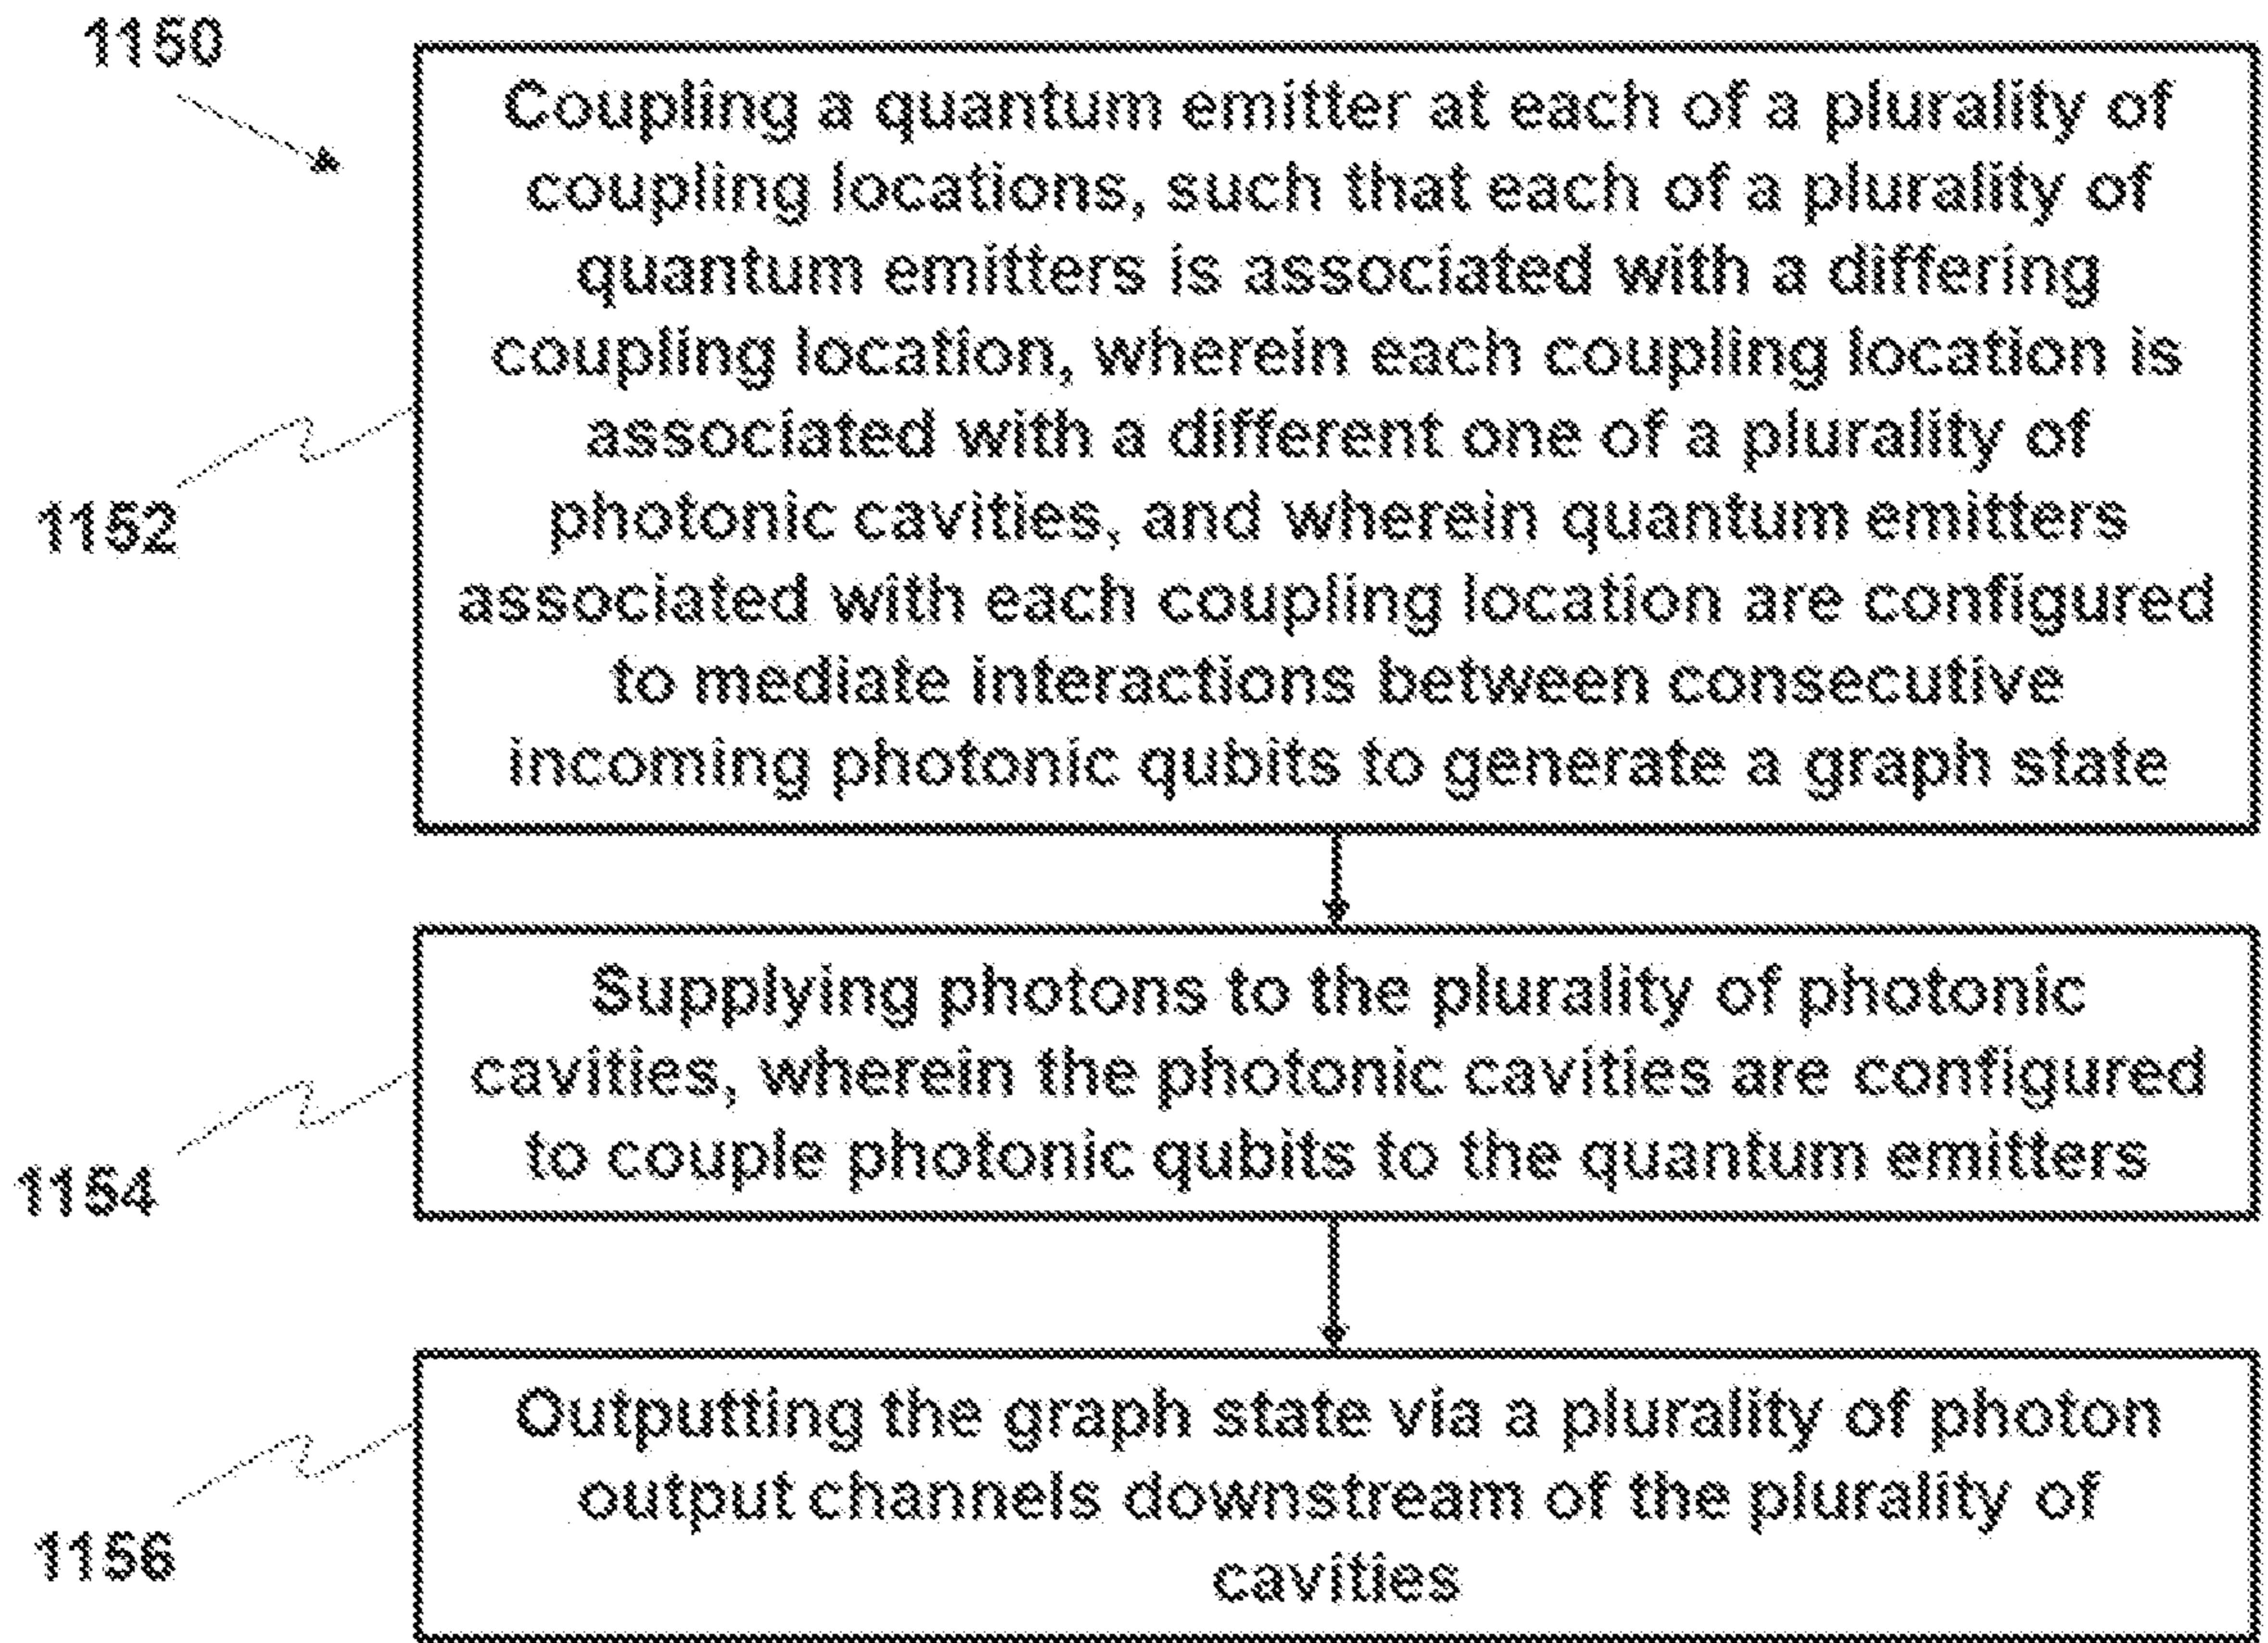 1150
Coupling a quantum emitter at each of a plurality of
coupling locations, such that each of a plurality of
quantum emitters is associated with a differing
coupling location, wherein each coupling location is
associated with a different one of a plurality of
photonic cavities, and wherein quantum emitters
associated with each coupling location are configured
to mediate interactions between consecutive
incoming photonic qubits to generate a graph state
1152
Supplying photons to the plurality of photonic
cavities, wherein the photonic cavities are configured
to couple photonic qubits to the quantum emitters
1154
Outputting the graph state via a plurality of photon
output channels downstream of the plurality of
cavities
1156